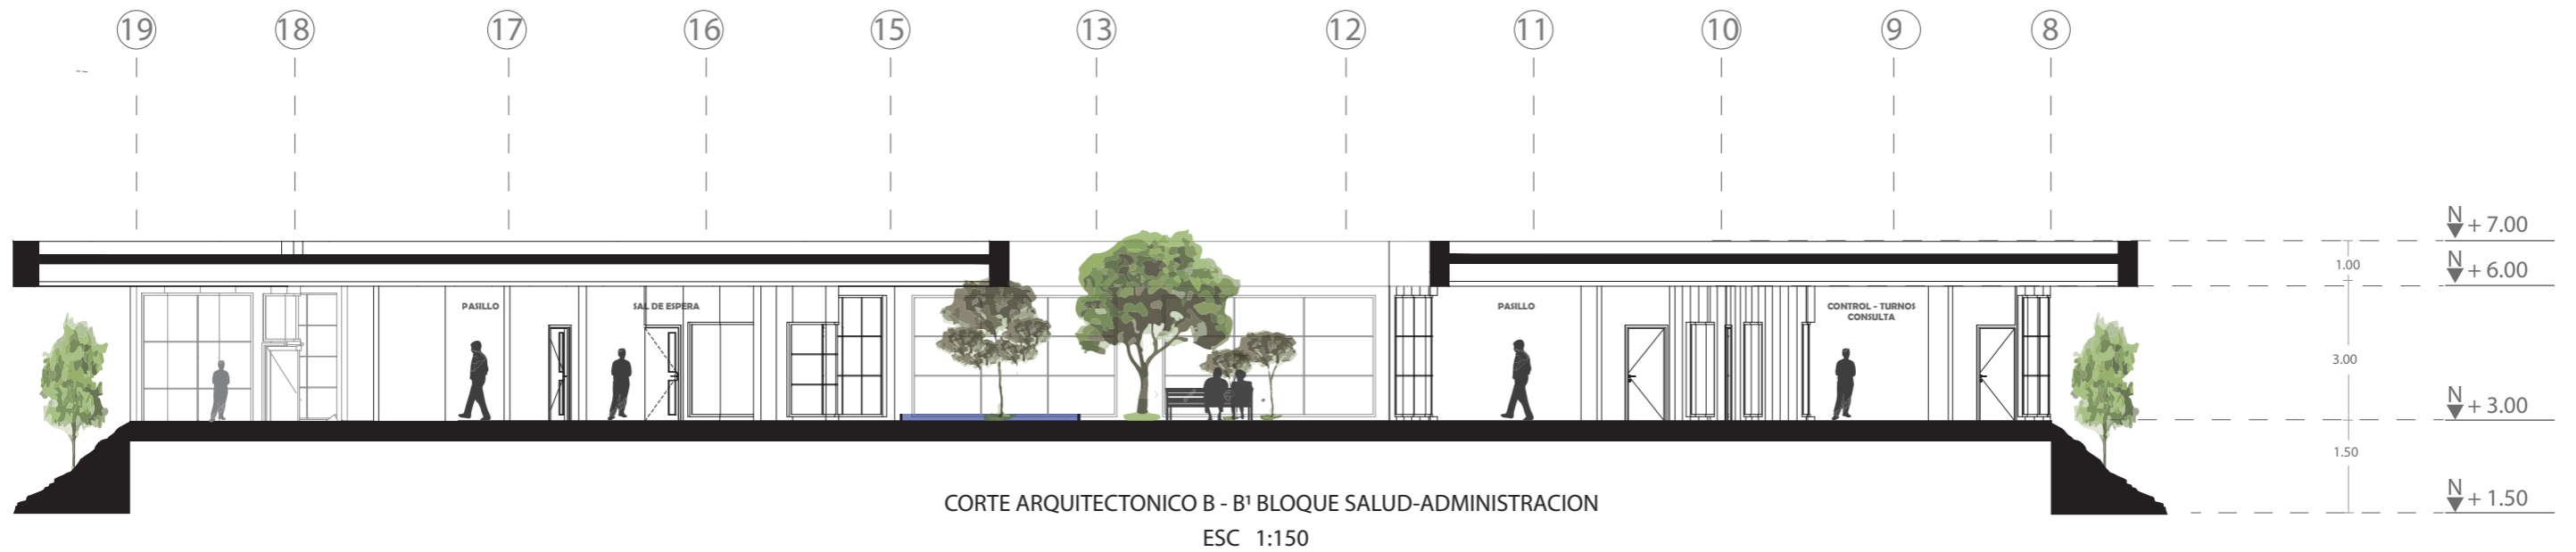 19 18 17 16 15 13 12 11 10 9 8
N + 7.00
1.00
N + 6.00
PASILLO SAL DE ESPERA PASILLO CONTROL - TURNOS
CONSULTA
3.00
N + 3.00
1.50
N + 1.50
CORTE ARQUITECTONICO B - B¹ BLOQUE SALUD-ADMINISTRACION
ESC 1:150